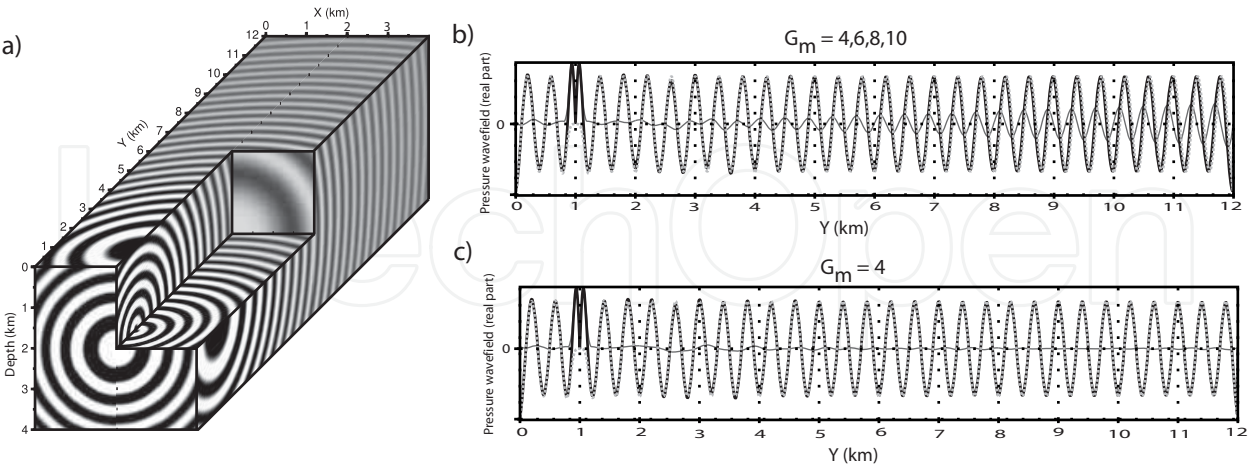 a)
X (km)
0 1 2 3
Y (km)
12
11
10
9
8
7
6
5
4
3
2
1
0
1
2
3
4
Depth (km)
b)
Gm = 4,6,8,10
Pressure wavefield (real part)
0
0 1 2 3 4 5 6 7 8 9 10 11 12
Y (km)
c)
Gm = 4
Pressure wavefield (real part)
0
0 1 2 3 4 5 6 7 8 9 10 11 12
Y (km)
IntechOpen